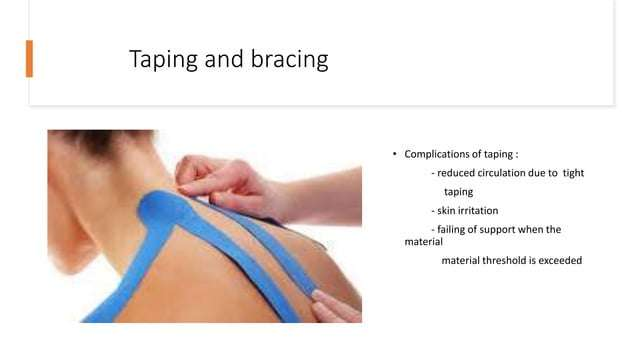 Taping and bracing
• Complications of taping :
- reduced circulation due to tight
taping
- skin irritation
- failing of support when the
material
material threshold is exceeded